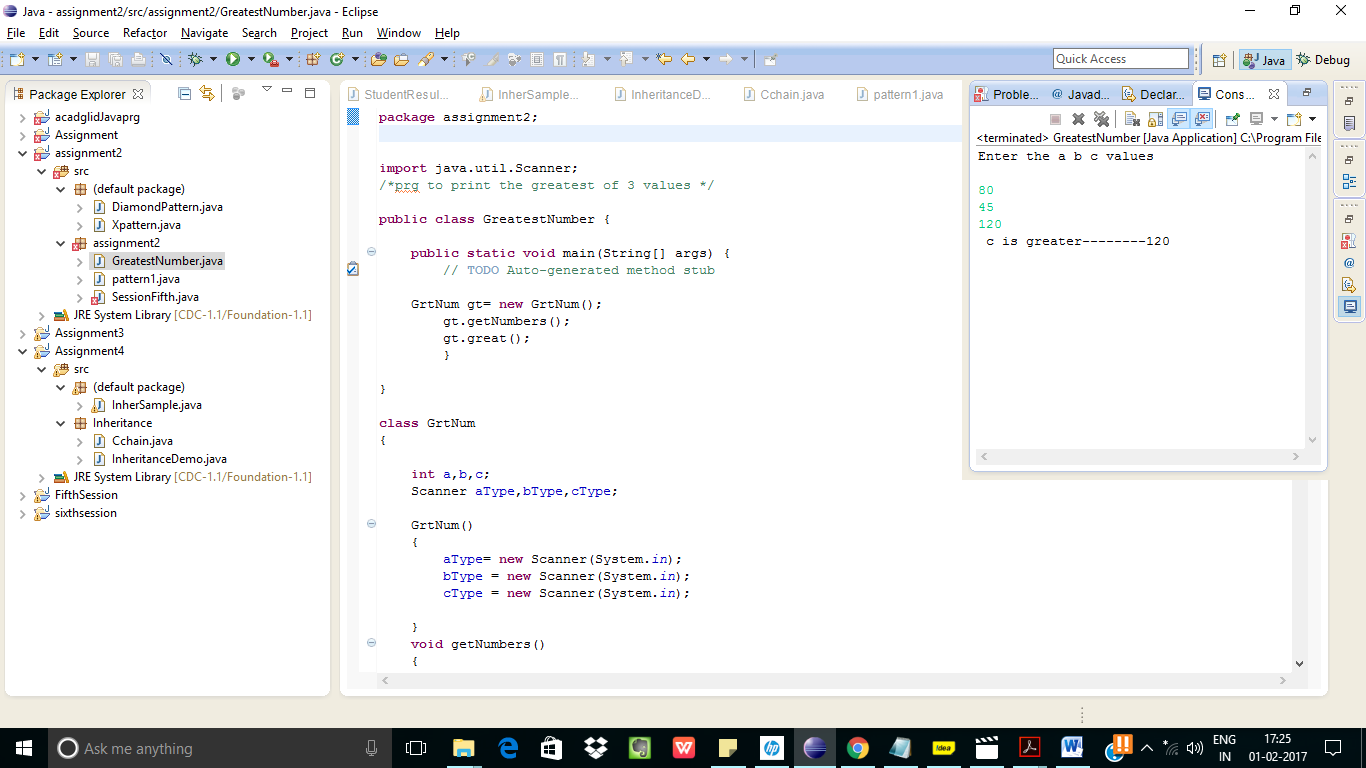 Java - assignment2/src/assignment2/GreatestNumber.java - Eclipse
File Edit Source Refactor Navigate Search Project Run Window Help
Quick Access
Java
Debug
Package Explorer
acadglidJavaprg
Assignment
assignment2
src
(default package)
DiamondPattern.java
Xpattern.java
assignment2
GreatestNumber.java
pattern1.java
SessionFifth.java
JRE System Library [CDC-1.1/Foundation-1.1]
Assignment3
Assignment4
src
(default package)
InherSample.java
Inheritance
Cchain.java
InheritanceDemo.java
JRE System Library [CDC-1.1/Foundation-1.1]
FifthSession
sixthsession
StudentResul... InherSample... InheritanceD... Cchain.java pattern1.java
package assignment2;
import java.util.Scanner;
/*prg to print the greatest of 3 values */
public class GreatestNumber {
public static void main(String[] args) {
// TODO Auto-generated method stub
GrtNum gt= new GrtNum();
gt.getNumbers();
gt.great();
}
}
class GrtNum
{
int a,b,c;
Scanner aType,bType,cType;
GrtNum()
{
aType= new Scanner(System.in);
bType = new Scanner(System.in);
cType = new Scanner(System.in);
}
void getNumbers()
{
Proble... @ Javad... Declar... Cons...
<terminated> GreatestNumber [Java Application] C:\Program File
Enter the a b c values
80
45
120
c is greater--------120
Ask me anything
ENG
IN
17:25
01-02-2017